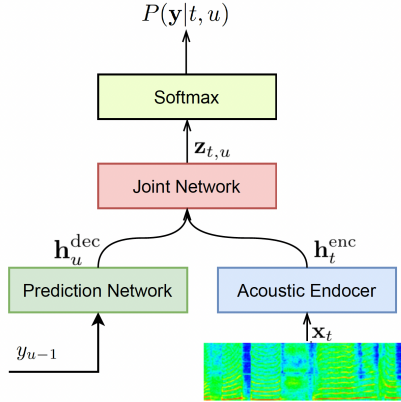 P(y|t, u)
Softmax
z_{t,u}
Joint Network
h_u^{dec}
h_t^{enc}
Prediction Network
Acoustic Endocer
y_{u−1}
x_t